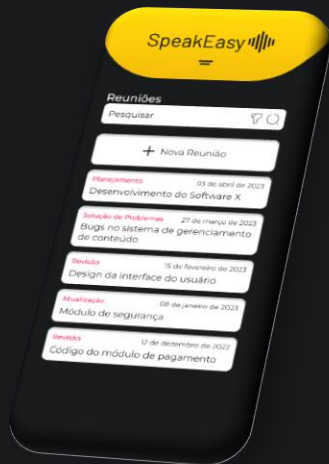 SpeakEasy
Reuniões
Pesquisar
+ Nova Reunião
Planejamento 03 de abril de 2023
Desenvolvimento do Software X
Solução de Problemas 27 de março de 2023
Bugs no sistema de gerenciamento
de conteúdo
Revisão 15 de fevereiro de 2023
Design da interface do usuário
Atualização 08 de janeiro de 2023
Módulo de segurança
Revisão 12 de dezembro de 2022
Código do módulo de pagamento